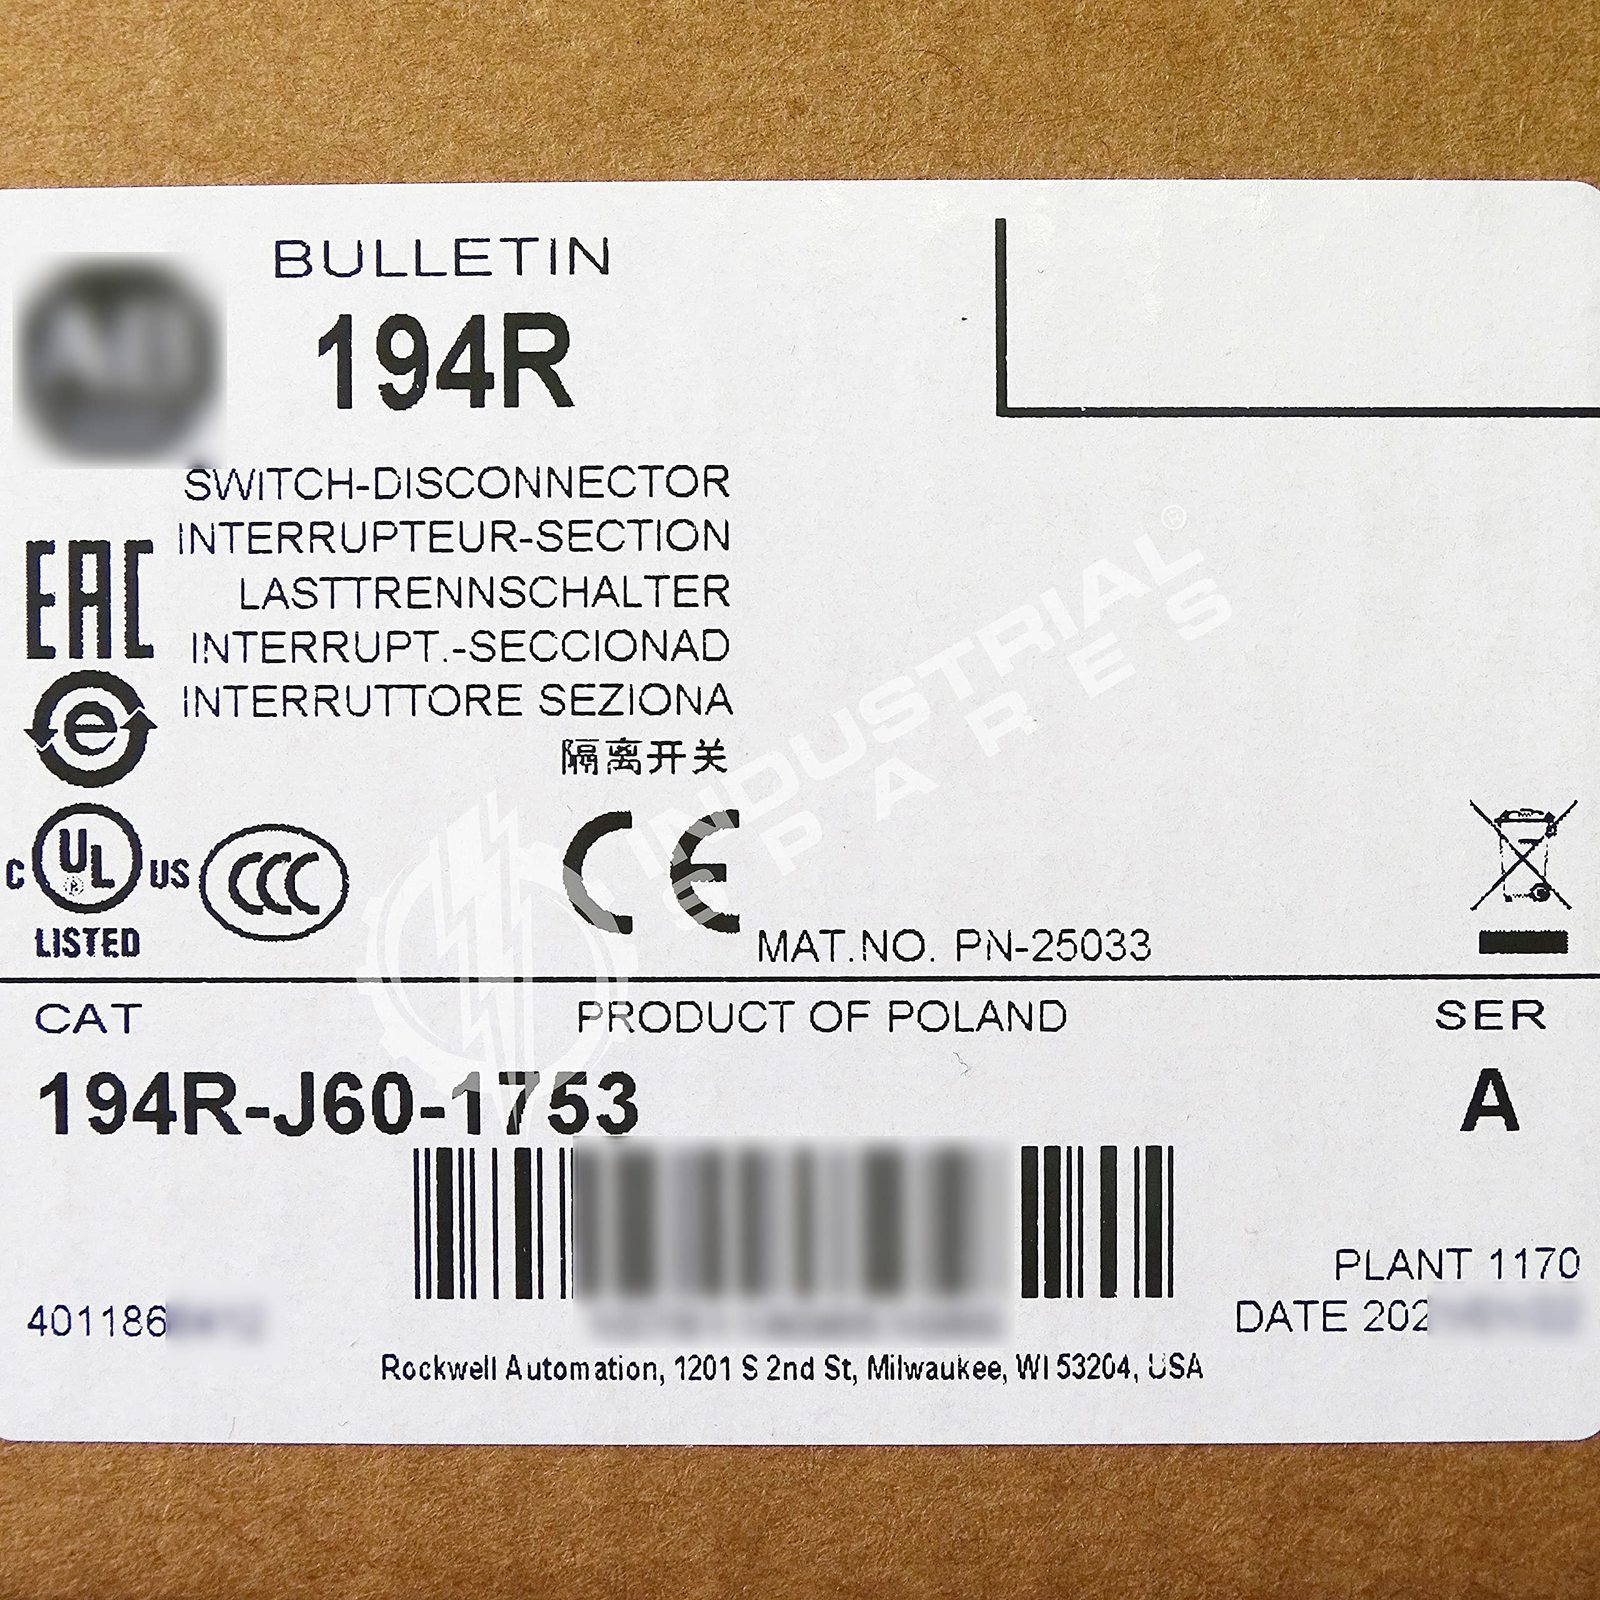 BULLETIN
194R
SWITCH-DISCONNECTOR
INTERRUPTEUR-SECTION
LASTTRENNSCHALTER
INTERRUPT.-SECCIONAD
INTERRUTTORE SEZIONA
隔离开关
EAC
e
C UL US
LISTED
CCC
CE
MAT.NO. PN-25033
INDUSTRIAL®
SPARES
CAT
PRODUCT OF POLAND
SER
194R-J60-1753
A
PLANT 1170
401186
DATE 202
Rockwell Automation, 1201 S 2nd St, Milwaukee, WI 53204, USA